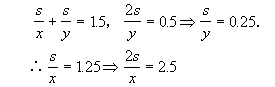 s/x + s/y = 1.5, 2s/y = 0.5 ⇒ s/y = 0.25.
∴ s/x = 1.25 ⇒ 2s/x = 2.5